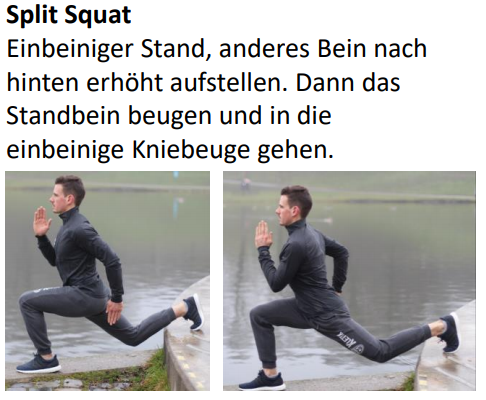 Split Squat
Einbeiniger Stand, anderes Bein nach
hinten erhöht aufstellen. Dann das
Standbein beugen und in die
einbeinige Kniebeuge gehen.